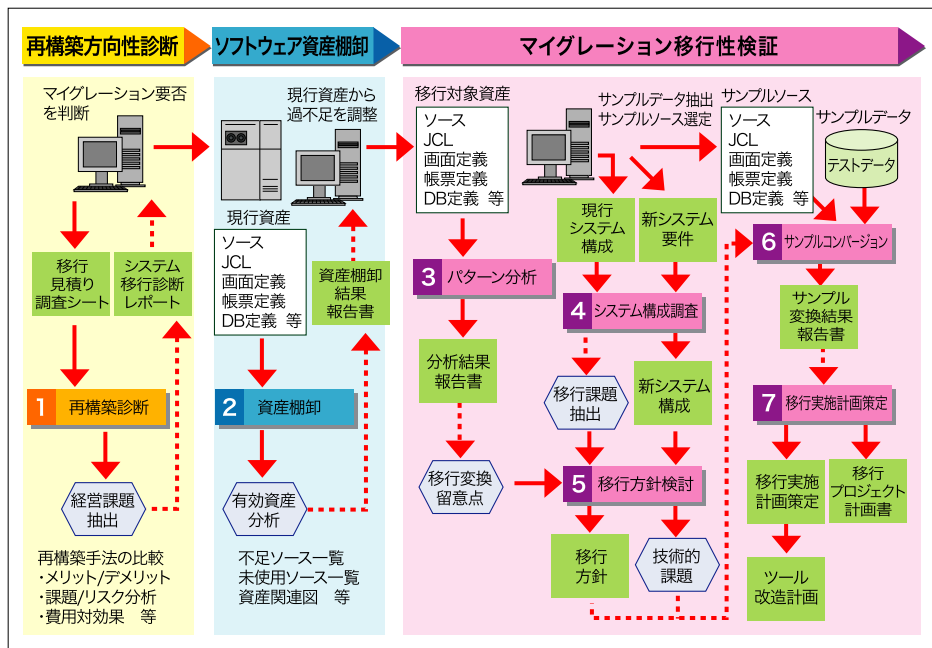 再構築方向性診断
ソフトウェア資産棚卸
マイグレーション移行性検証
マイグレーション要否
を判断
移行
見積り
調査シート
システム
移行診断
レポート
1 再構築診断
経営課題
抽出
再構築手法の比較
・メリット/デメリット
・課題/リスク分析
・費用対効果 等
現行資産から
過不足を調整
現行資産
ソース
JCL
画面定義
帳票定義
DB定義 等
資産棚卸
結果
報告書
2 資産棚卸
有効資産
分析
不足ソース一覧
未使用ソース一覧
資産関連図 等
移行対象資産
ソース
JCL
画面定義
帳票定義
DB定義 等
3 パターン分析
分析結果
報告書
移行変換
留意点
サンプルデータ抽出
サンプルソース選定
現行
システム
構成
新システム
要件
4 システム構成調査
移行課題
抽出
新システム
構成
5 移行方針検討
移行
方針
技術的
課題
サンプルソース
ソース
JCL
画面定義
帳票定義
DB定義 等
サンプルデータ
テストデータ
6 サンプルコンバージョン
サンプル
変換結果
報告書
7 移行実施計画策定
移行実施
計画策定
移行
プロジェクト
計画書
ツール
改造計画